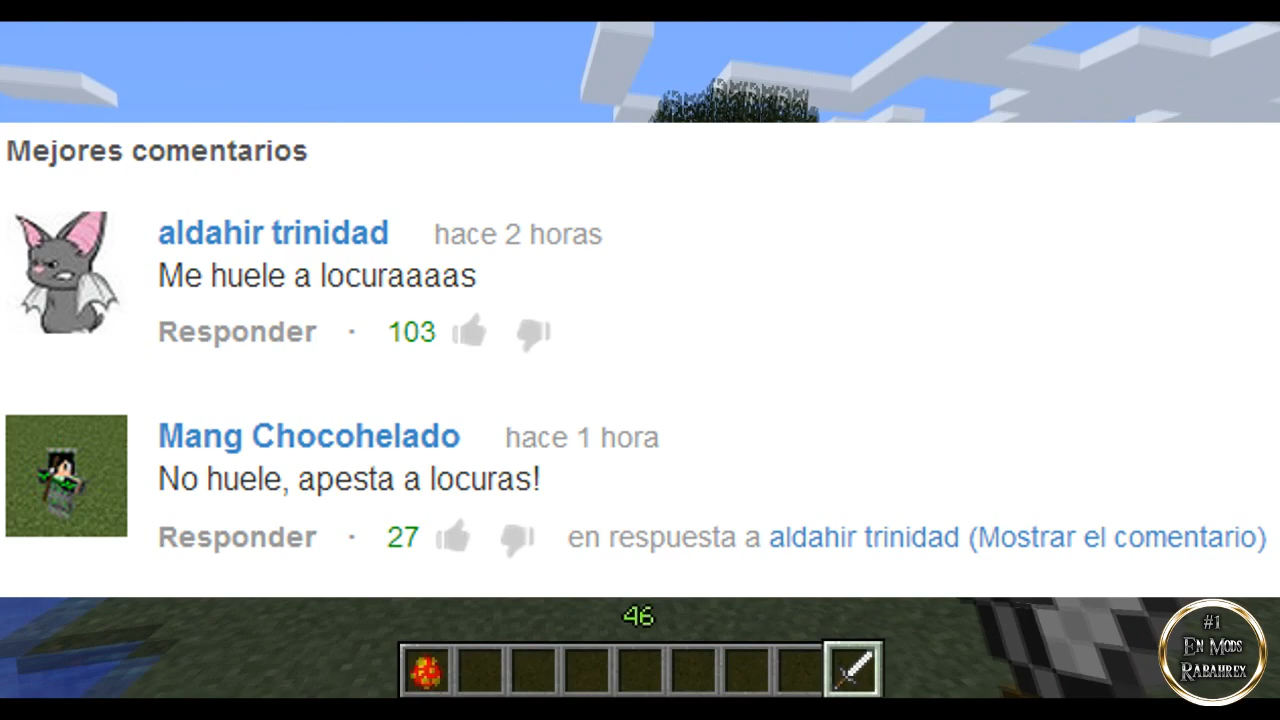 Mejores comentarios
aldahir trinidad hace 2 horas
Me huele a locuraaaas
Responder · 103
Mang Chocohelado hace 1 hora
No huele, apesta a locuras!
Responder · 27 en respuesta a aldahir trinidad (Mostrar el comentario)
46
#1
En Mods
Rabahrex